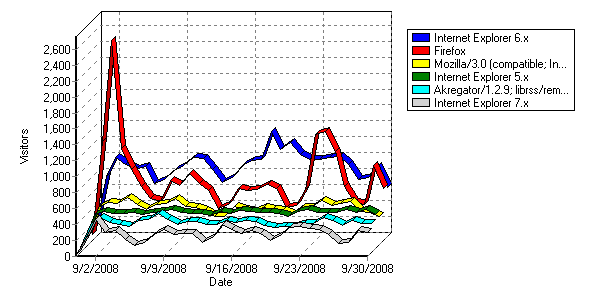 2,600
2,400
2,200
2,000
1,800
1,600
1,400
1,200
1,000
800
600
400
200
0
Visitors
9/2/2008 9/9/2008 9/16/2008 9/23/2008 9/30/2008
Date
Internet Explorer 6.x
Firefox
Mozilla/3.0 (compatible; In...
Internet Explorer 5.x
Akregator/1.2.9; librss/rem...
Internet Explorer 7.x